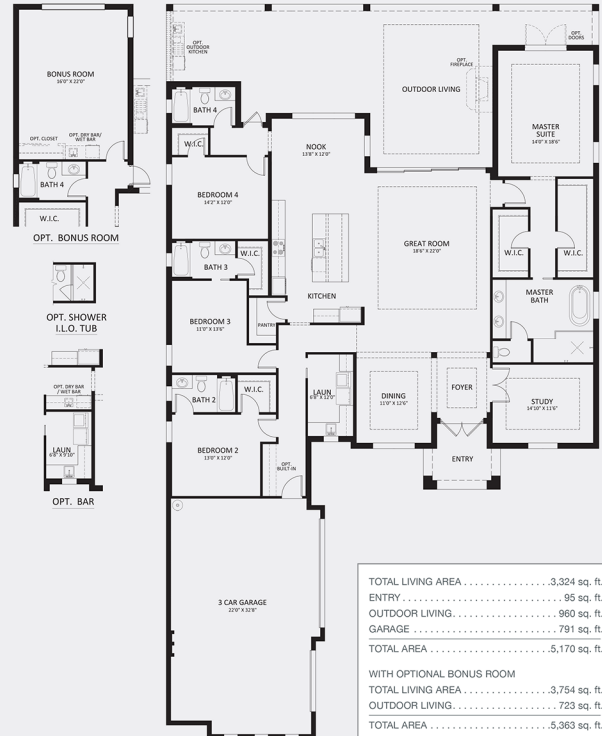 BONUS ROOM
16'0" X 22'0"
OPT. CLOSET
OPT. DRY BAR/
WET BAR
BATH 4
W.I.C.
OPT. BONUS ROOM
OPT. SHOWER
I.L.O. TUB
OPT. DRY BAR
/ WET BAR
LAUN
6'8" X 9'10"
OPT. BAR
OPT.
OUTDOOR
KITCHEN
OPT.
FIREPLACE
OPT.
DOORS
OUTDOOR LIVING
BATH 4
W.I.C.
NOOK
13'8" X 12'0"
MASTER
SUITE
14'0" X 18'6"
BEDROOM 4
14'2" X 12'0"
GREAT ROOM
18'6" X 22'0"
W.I.C.
W.I.C.
BATH 3
W.I.C.
KITCHEN
MASTER
BATH
BEDROOM 3
11'0" X 13'6"
PANTRY
BATH 2
W.I.C.
LAUN
6'8" X 12'0"
DINING
11'0" X 12'6"
FOYER
STUDY
14'10" X 11'6"
BEDROOM 2
13'0" X 12'0"
OPT.
BUILT-IN
ENTRY
3 CAR GARAGE
22'0" X 32'8"
TOTAL LIVING AREA . . . . . . . . . . . . . . .3,324 sq. ft.
ENTRY . . . . . . . . . . . . . . . . . . . . . . . . . . . 95 sq. ft.
OUTDOOR LIVING. . . . . . . . . . . . . . . . . 960 sq. ft.
GARAGE . . . . . . . . . . . . . . . . . . . . . . . . 791 sq. ft.
TOTAL AREA . . . . . . . . . . . . . . . . . . . .5,170 sq. ft.
WITH OPTIONAL BONUS ROOM
TOTAL LIVING AREA . . . . . . . . . . . . . . .3,754 sq. ft.
OUTDOOR LIVING. . . . . . . . . . . . . . . . . 723 sq. ft.
TOTAL AREA . . . . . . . . . . . . . . . . . . . .5,363 sq. ft.